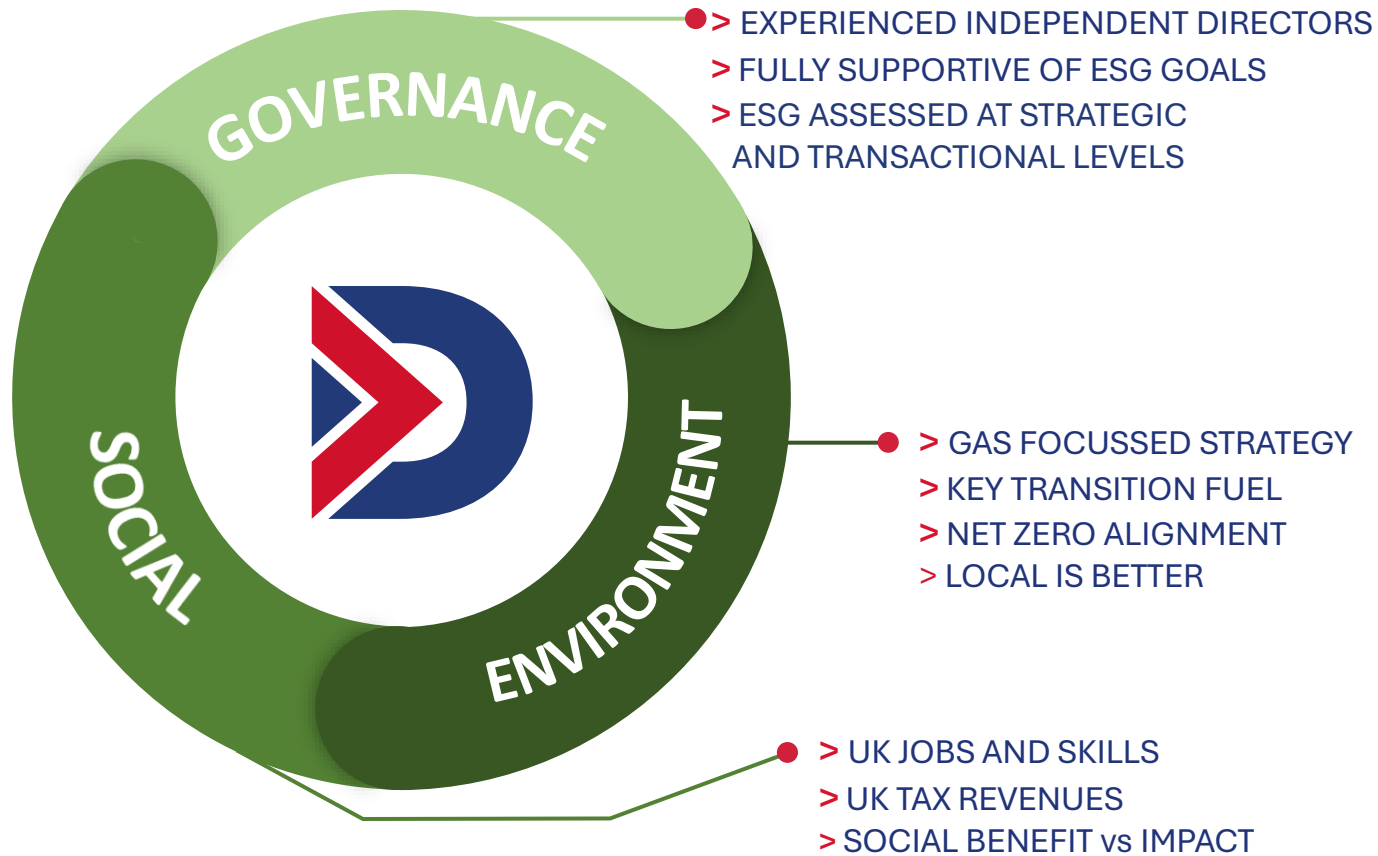 GOVERNANCE
> EXPERIENCED INDEPENDENT DIRECTORS
> FULLY SUPPORTIVE OF ESG GOALS
> ESG ASSESSED AT STRATEGIC
AND TRANSACTIONAL LEVELS
ENVIRONMENT
> GAS FOCUSSED STRATEGY
> KEY TRANSITION FUEL
> NET ZERO ALIGNMENT
> LOCAL IS BETTER
SOCIAL
> UK JOBS AND SKILLS
> UK TAX REVENUES
> SOCIAL BENEFIT vs IMPACT